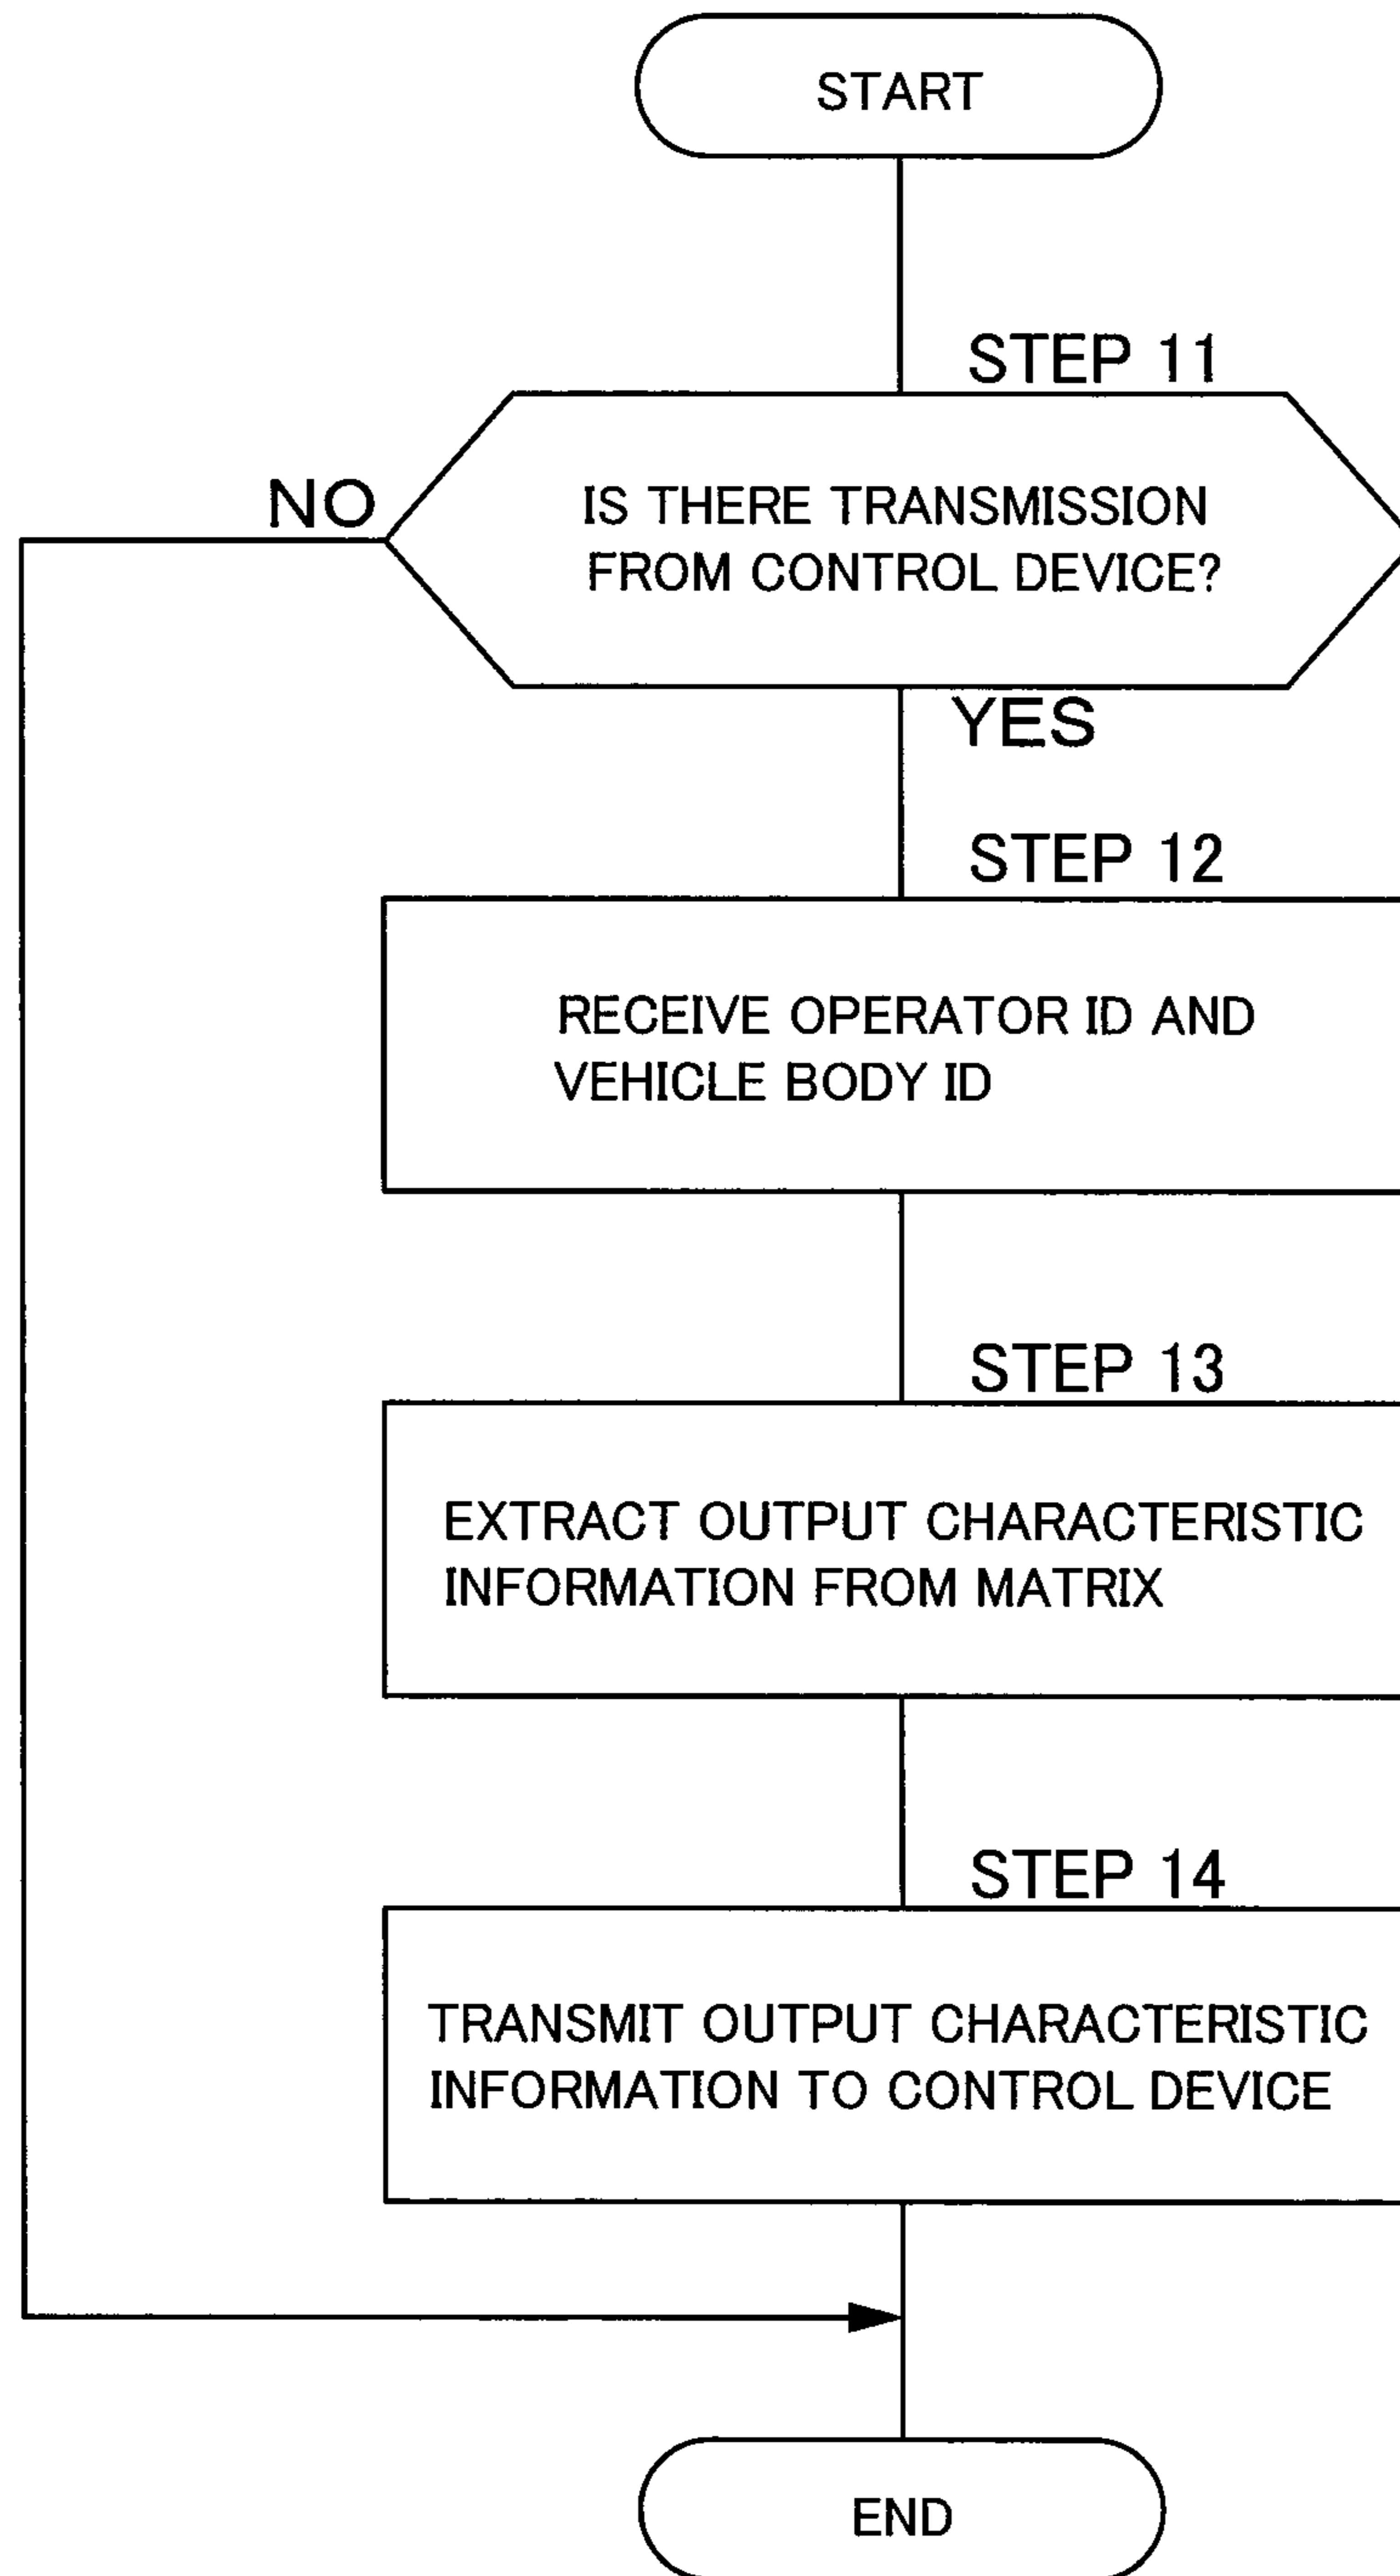 START
STEP 11
NO
IS THERE TRANSMISSION
FROM CONTROL DEVICE?
YES
STEP 12
RECEIVE OPERATOR ID AND
VEHICLE BODY ID
STEP 13
EXTRACT OUTPUT CHARACTERISTIC
INFORMATION FROM MATRIX
STEP 14
TRANSMIT OUTPUT CHARACTERISTIC
INFORMATION TO CONTROL DEVICE
END